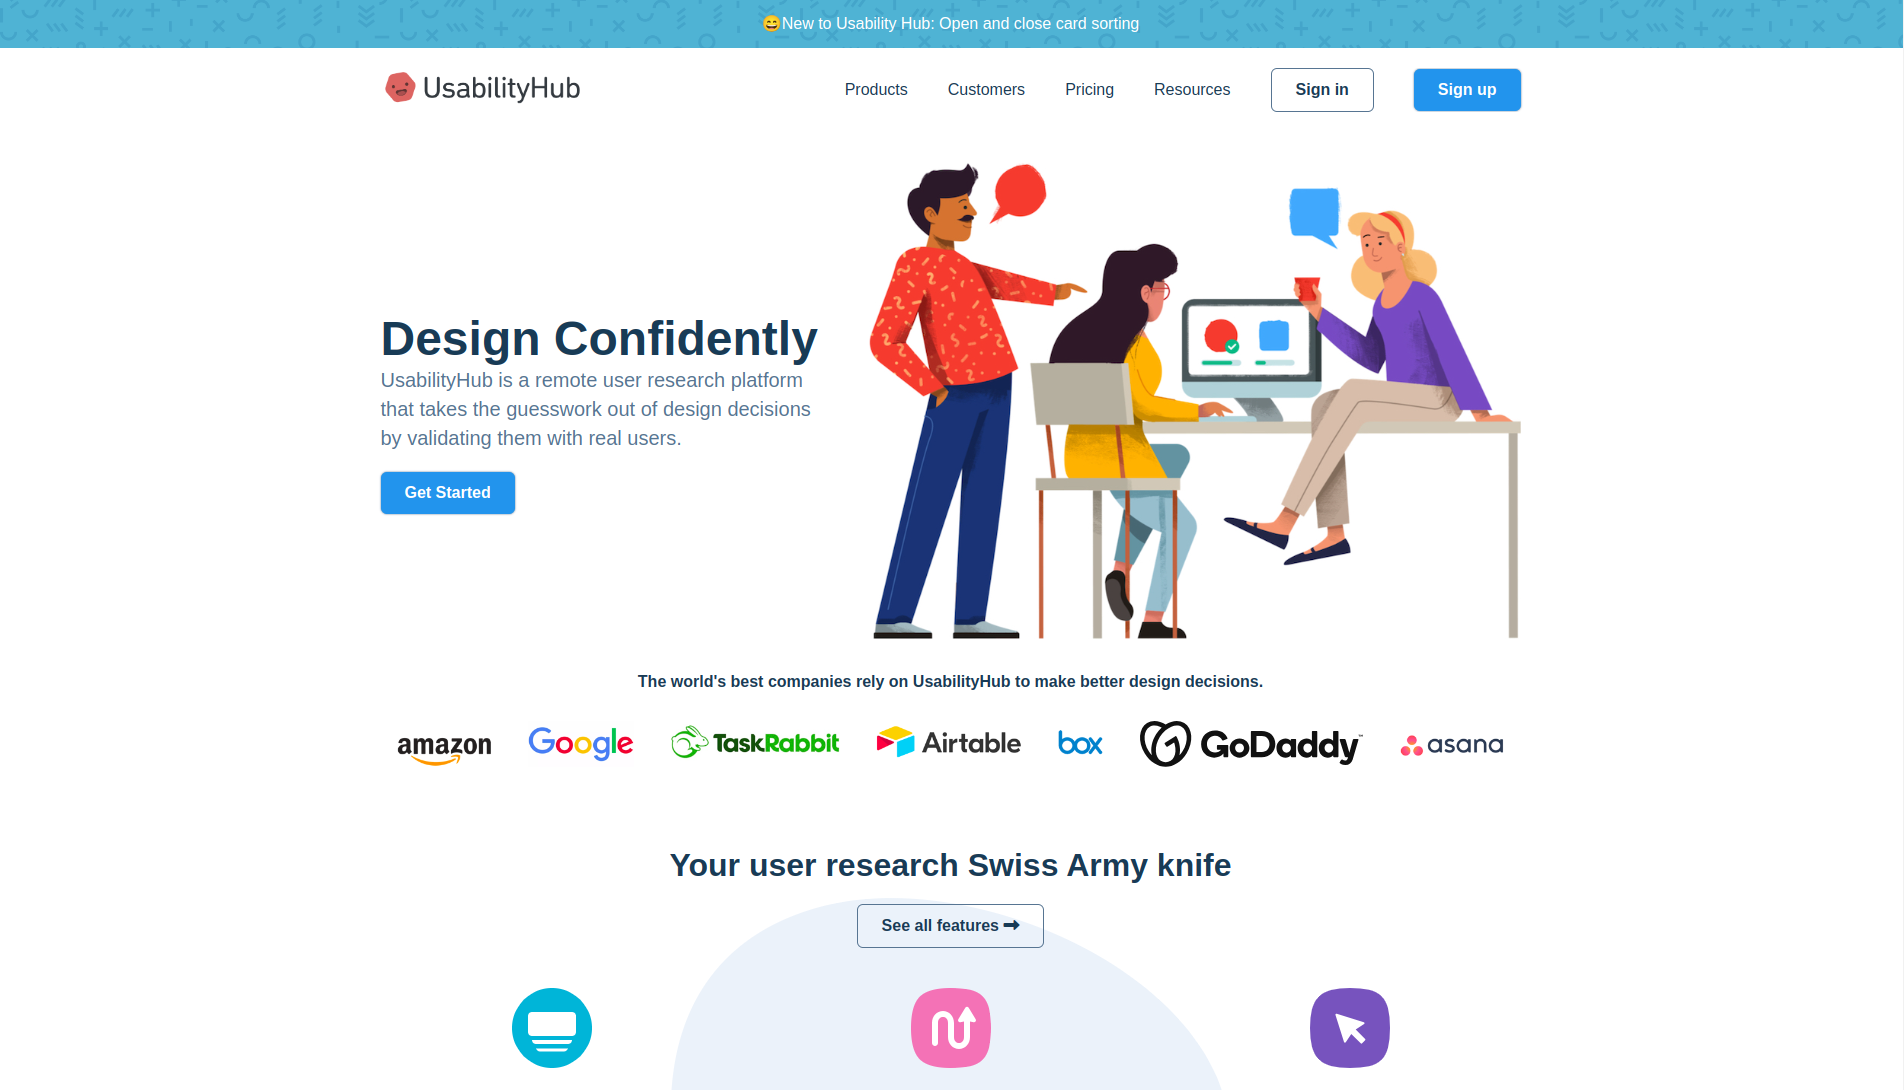 😄New to Usability Hub: Open and close card sorting
UsabilityHub
Products
Customers
Pricing
Resources
Sign in
Sign up
Design Confidently
UsabilityHub is a remote user research platform
that takes the guesswork out of design decisions
by validating them with real users.
Get Started
The world's best companies rely on UsabilityHub to make better design decisions.
amazon
Google
TaskRabbit
Airtable
box
GoDaddy™
asana
Your user research Swiss Army knife
See all features ➡